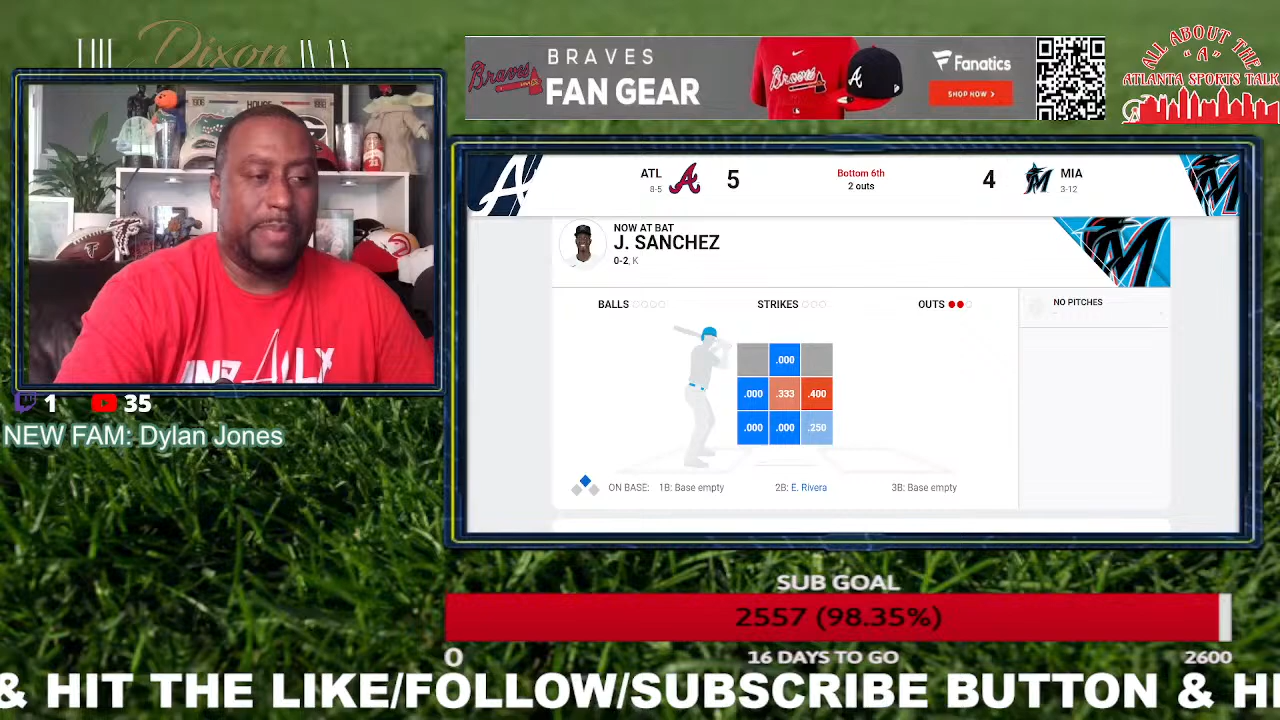 Dixon
BRAVES
FAN GEAR
Braves
Braves
Fanatics
SHOP NOW >
ALL ABOUT THE
"A"
ATLANTA SPORTS TALK
HOUSE
ATL
8-5
5
Bottom 6th
2 outs
4
MIA
3-12
NOW AT BAT
J. SANCHEZ
0-2, K
BALLS
STRIKES
OUTS
NO PITCHES
.000
.000 .333 .400
.000 .000 .250
ON BASE: 1B: Base empty 2B: E. Rivera 3B: Base empty
1 35
NEW FAM: Dylan Jones
SUB GOAL
2557 (98.35%)
0 16 DAYS TO GO 2600
& HIT THE LIKE/FOLLOW/SUBSCRIBE BUTTON & HI